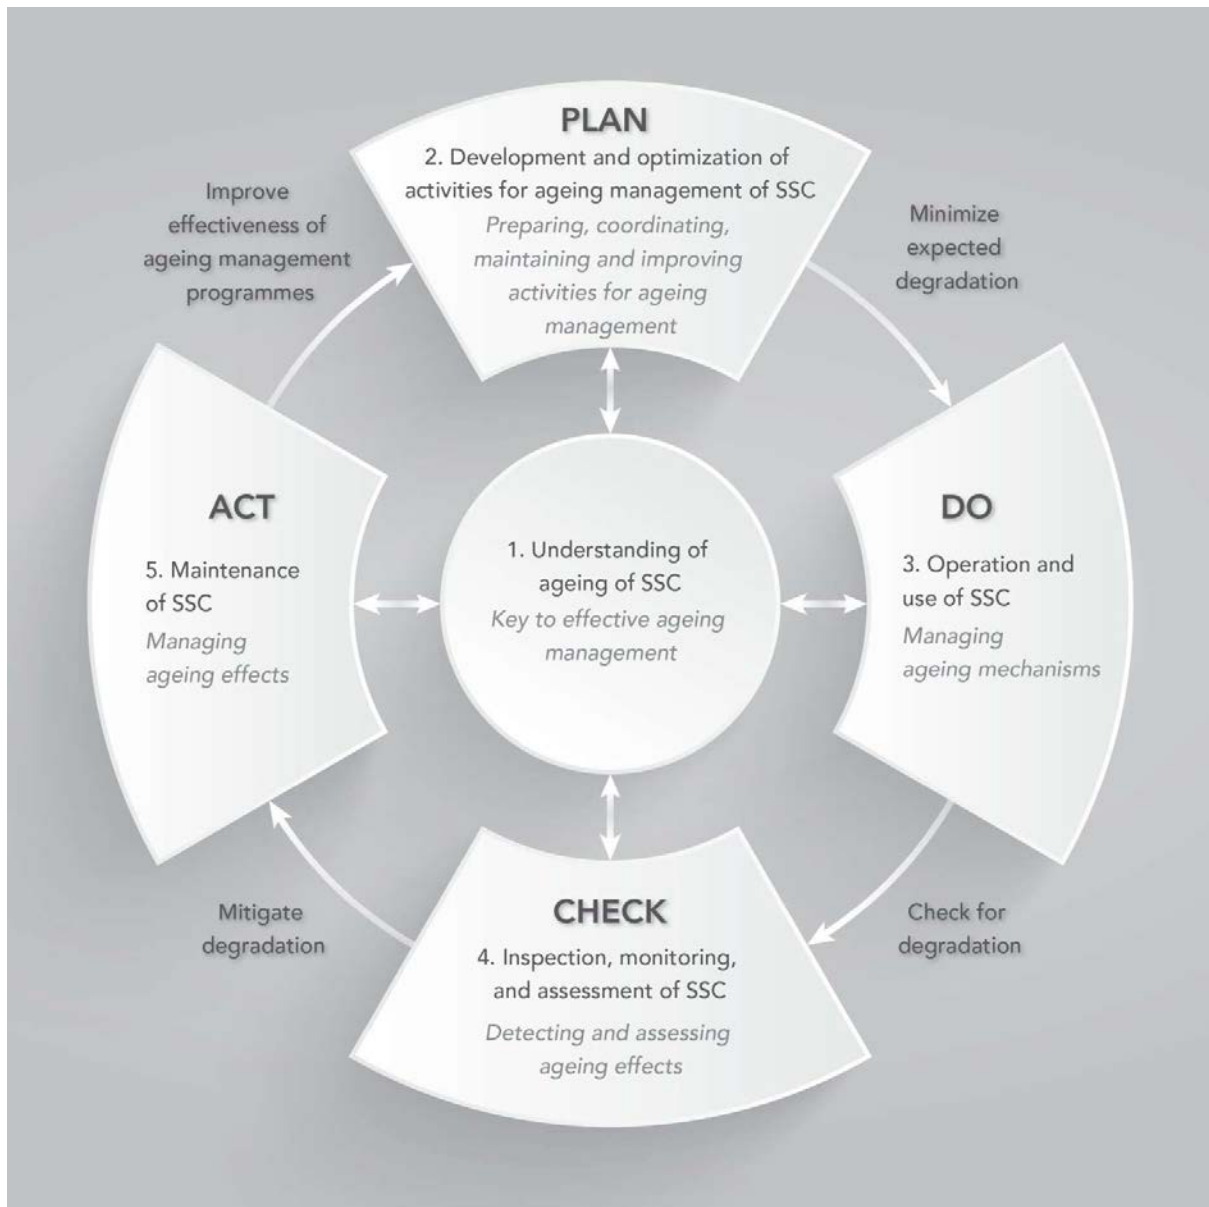 PLAN
2. Development and optimization of
activities for ageing management of SSC
Preparing, coordinating,
maintaining and improving
activities for ageing
management
Improve
effectiveness of
ageing management
programmes
Minimize
expected
degradation
ACT
5. Maintenance
of SSC
Managing
ageing effects
1. Understanding of
ageing of SSC
Key to effective ageing
management
DO
3. Operation and
use of SSC
Managing
ageing mechanisms
Mitigate
degradation
CHECK
4. Inspection, monitoring,
and assessment of SSC
Detecting and assessing
ageing effects
Check for
degradation